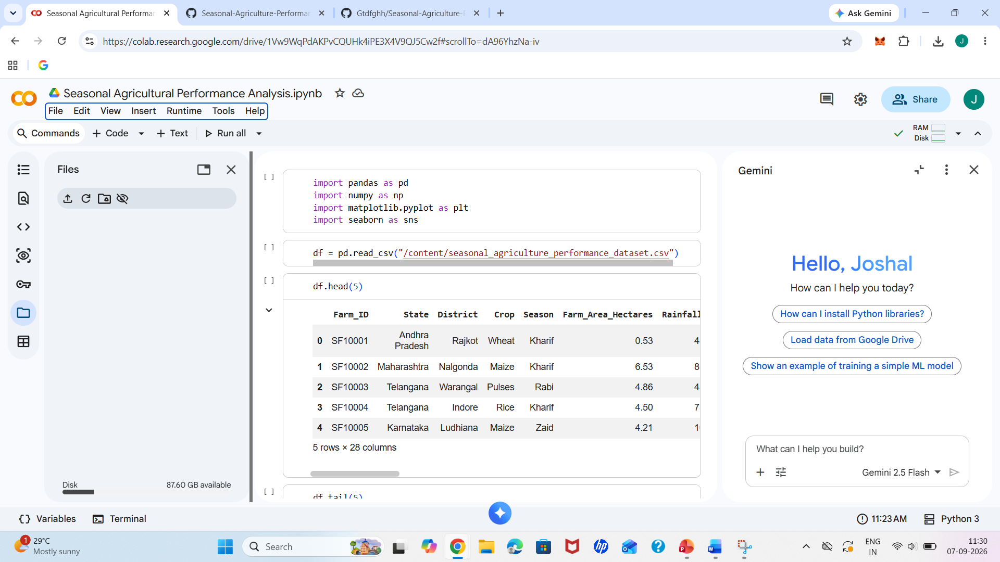 Seasonal Agricultural Performan
Seasonal-Agriculture-Performan
Gtdfghh/Seasonal-Agriculture-P
Ask Gemini
https://colab.research.google.com/drive/1Vw9WqPdAKPvCQUHk4iPE3X4V9QJ5Cw2f#scrollTo=dA96YhzNa-iv
J
Seasonal Agricultural Performance Analysis.ipynb
File Edit View Insert Runtime Tools Help
Share
J
Commands + Code + Text Run all
RAM
Disk
Files
[ ]
import pandas as pd
import numpy as np
import matplotlib.pyplot as plt
import seaborn as sns
[ ]
df = pd.read_csv("/content/seasonal_agriculture_performance_dataset.csv")
[ ]
df.head(5)
Farm_ID State District Crop Season Farm_Area_Hectares Rainfall
0 SF10001 Andhra Pradesh Rajkot Wheat Kharif 0.53 4
1 SF10002 Maharashtra Nalgonda Maize Kharif 6.53 8
2 SF10003 Telangana Warangal Pulses Rabi 4.86 4
3 SF10004 Telangana Indore Rice Kharif 4.50 7
4 SF10005 Karnataka Ludhiana Maize Zaid 4.21 1
5 rows × 28 columns
[ ]
df.tail(5)
Disk 87.60 GB available
Gemini
Hello, Joshal
How can I help you today?
How can I install Python libraries?
Load data from Google Drive
Show an example of training a simple ML model
What can I help you build?
Gemini 2.5 Flash
Variables Terminal
11:23 AM Python 3
1
29°C
Mostly sunny
Search
hp
ENG
IN
11:30
07-09-2026